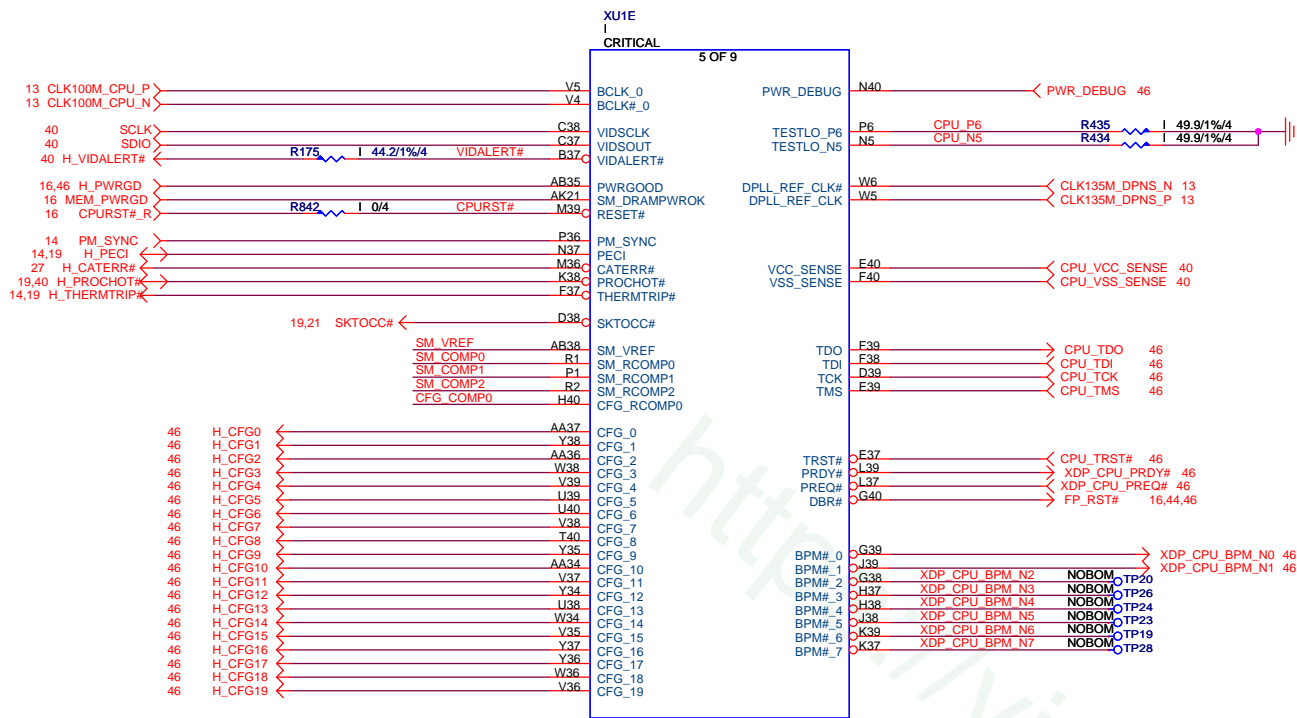 XU1E
I
CRITICAL
5 OF 9
13 CLK100M_CPU_P V5 BCLK_0 PWR_DEBUG N40 PWR_DEBUG 46
13 CLK100M_CPU_N V4 BCLK#_0
40 SCLK C38 VIDSCLK TESTLO_P6 P6 CPU_P6 R435 I 49.9/1%/4
40 SDIO C37 VIDSOUT TESTLO_N5 N5 CPU_N5 R434 I 49.9/1%/4
40 H_VIDALERT# R175 I 44.2/1%/4 VIDALERT# B37 VIDALERT#
16,46 H_PWRGD AB35 PWRGOOD DPLL_REF_CLK# W6 CLK135M_DPNS_N 13
16 MEM_PWRGD AK21 SM_DRAMPWROK DPLL_REF_CLK W5 CLK135M_DPNS_P 13
16 CPURST#_R R842 I 0/4 CPURST# M39 RESET#
14 PM_SYNC P36 PM_SYNC
14,19 H_PECI N37 PECI
27 H_CATERR# M36 CATERR# VCC_SENSE E40 CPU_VCC_SENSE 40
19,40 H_PROCHOT# K38 PROCHOT# VSS_SENSE F40 CPU_VSS_SENSE 40
14,19 H_THERMTRIP# F37 THERMTRIP#
19,21 SKTOCC# D38 SKTOCC#
SM_VREF AB38 SM_VREF TDO F39 CPU_TDO 46
SM_COMP0 R1 SM_RCOMP0 TDI F38 CPU_TDI 46
SM_COMP1 P1 SM_RCOMP1 TCK D39 CPU_TCK 46
SM_COMP2 R2 SM_RCOMP2 TMS E39 CPU_TMS 46
CFG_COMP0 H40 CFG_RCOMP0
46 H_CFG0 AA37 CFG_0
46 H_CFG1 Y38 CFG_1
46 H_CFG2 AA36 CFG_2 TRST# E37 CPU_TRST# 46
46 H_CFG3 W38 CFG_3 PRDY# L39 XDP_CPU_PRDY# 46
46 H_CFG4 V39 CFG_4 PREQ# L37 XDP_CPU_PREQ# 46
46 H_CFG5 U39 CFG_5 DBR# G40 FP_RST# 16,44,46
46 H_CFG6 U40 CFG_6
46 H_CFG7 V38 CFG_7
46 H_CFG8 T40 CFG_8
46 H_CFG9 Y35 CFG_9 BPM#_0 G39 XDP_CPU_BPM_N0 46
46 H_CFG10 AA34 CFG_10 BPM#_1 J39 XDP_CPU_BPM_N1 46
46 H_CFG11 V37 CFG_11 BPM#_2 G38 XDP_CPU_BPM_N2 NOBOM TP20
46 H_CFG12 Y34 CFG_12 BPM#_3 H37 XDP_CPU_BPM_N3 NOBOM TP26
46 H_CFG13 U38 CFG_13 BPM#_4 H38 XDP_CPU_BPM_N4 NOBOM TP24
46 H_CFG14 W34 CFG_14 BPM#_5 J38 XDP_CPU_BPM_N5 NOBOM TP23
46 H_CFG15 V35 CFG_15 BPM#_6 K39 XDP_CPU_BPM_N6 NOBOM TP19
46 H_CFG16 Y37 CFG_16 BPM#_7 K37 XDP_CPU_BPM_N7 NOBOM TP28
46 H_CFG17 Y36 CFG_17
46 H_CFG18 W36 CFG_18
46 H_CFG19 V36 CFG_19